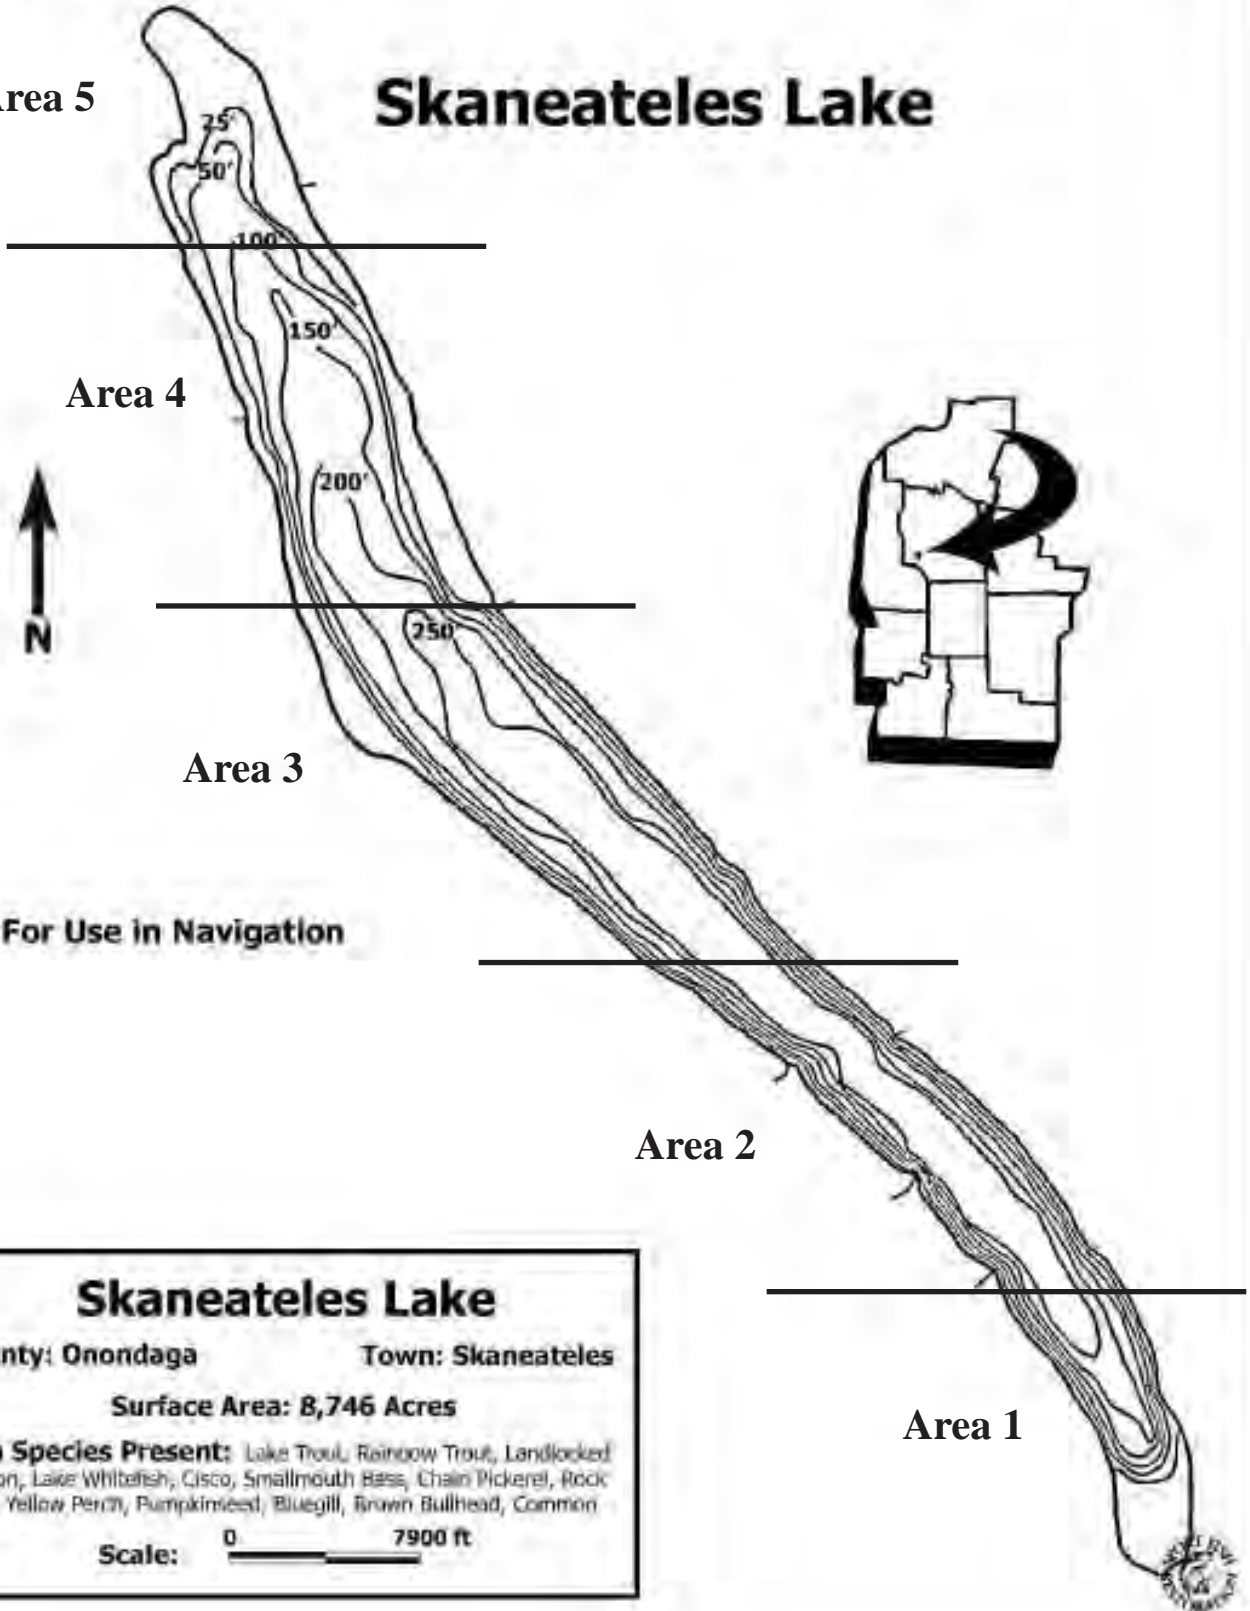 Skaneateles Lake
rea 5
25'
50'
100'
150'
Area 4
200'
N
250'
Area 3
For Use in Navigation
Area 2
Skaneateles Lake
nty: Onondaga
Town: Skaneateles
Surface Area: 8,746 Acres
Species Present: Lake Trout, Rainbow Trout, Landlocked
on, Lake Whitefish, Cisco, Smallmouth Bass, Chain Pickerel, Rock
Yellow Perch, Pumpkinseed, Bluegill, Brown Bullhead, Common
Scale:
0
7900 ft
Area 1